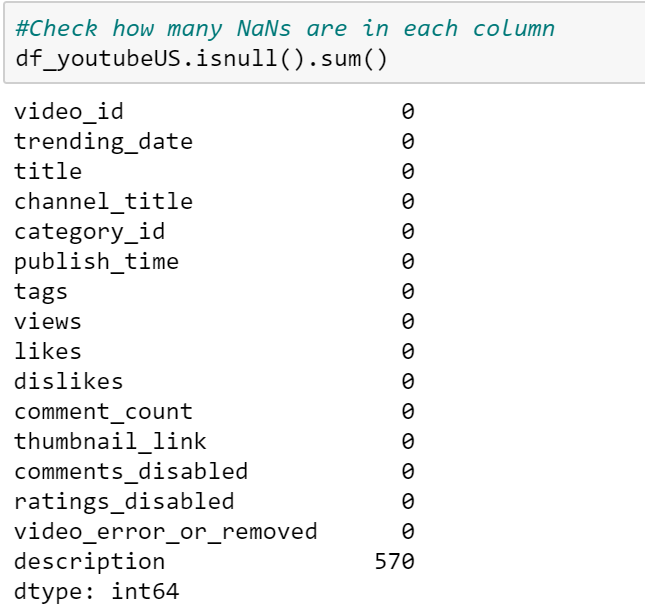 #Check how many NaNs are in each column
df_youtubeUS.isnull().sum()
video_id 0
trending_date 0
title 0
channel_title 0
category_id 0
publish_time 0
tags 0
views 0
likes 0
dislikes 0
comment_count 0
thumbnail_link 0
comments_disabled 0
ratings_disabled 0
video_error_or_removed 0
description 570
dtype: int64